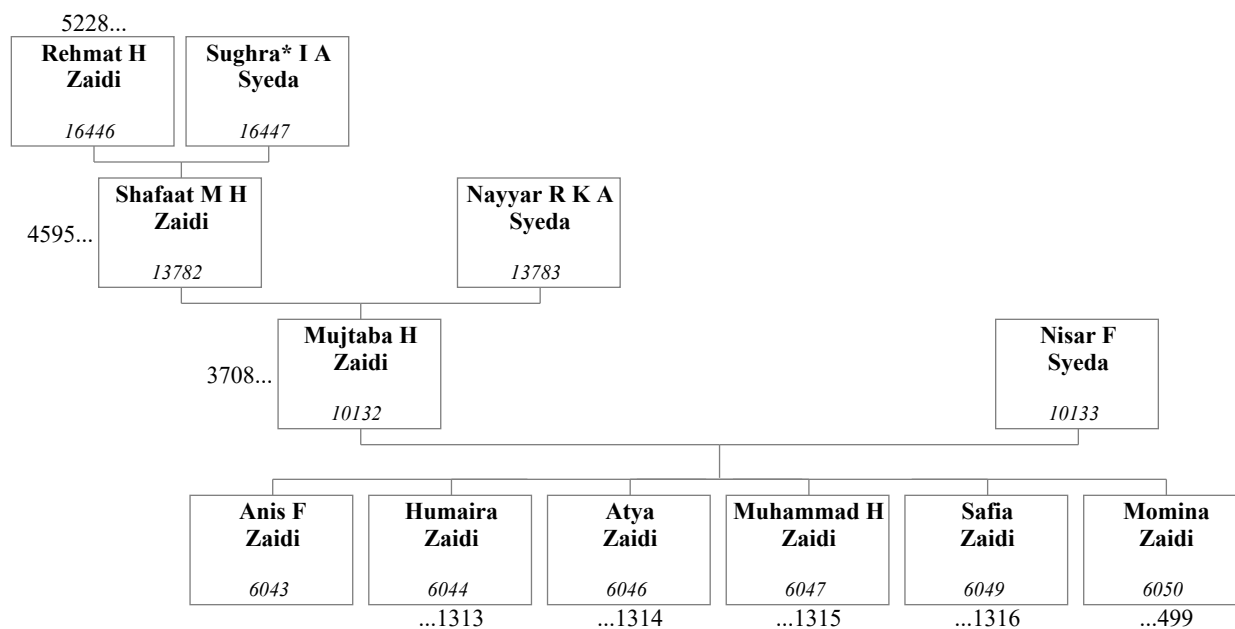 5228...
Rehmat H
Zaidi
16446
Sughra* I A
Syeda
16447
Shafaat M H
Zaidi
13782
4595...
Nayyar R K A
Syeda
13783
Mujtaba H
Zaidi
10132
3708...
Nisar F
Syeda
10133
Anis F
Zaidi
6043
Humaira
Zaidi
6044
...1313
Atya
Zaidi
6046
...1314
Muhammad H
Zaidi
6047
...1315
Safia
Zaidi
6049
...1316
Momina
Zaidi
6050
...499